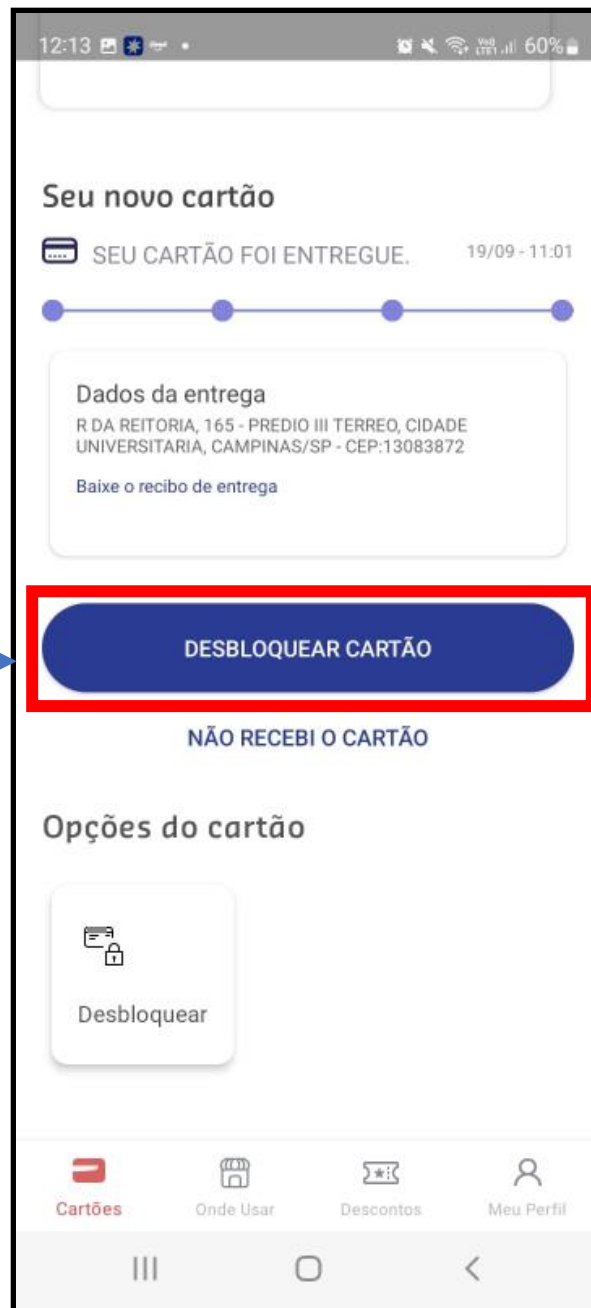 12:13
60%
Seu novo cartão
SEU CARTÃO FOI ENTREGUE. 19/09 - 11:01
Dados da entrega
R DA REITORIA, 165 - PREDIO III TERREO, CIDADE
UNIVERSITARIA, CAMPINAS/SP - CEP:13083872
Baixe o recibo de entrega
DESBLOQUEAR CARTÃO
NÃO RECEBI O CARTÃO
Opções do cartão
Desbloquear
Cartões Onde Usar Descontos Meu Perfil